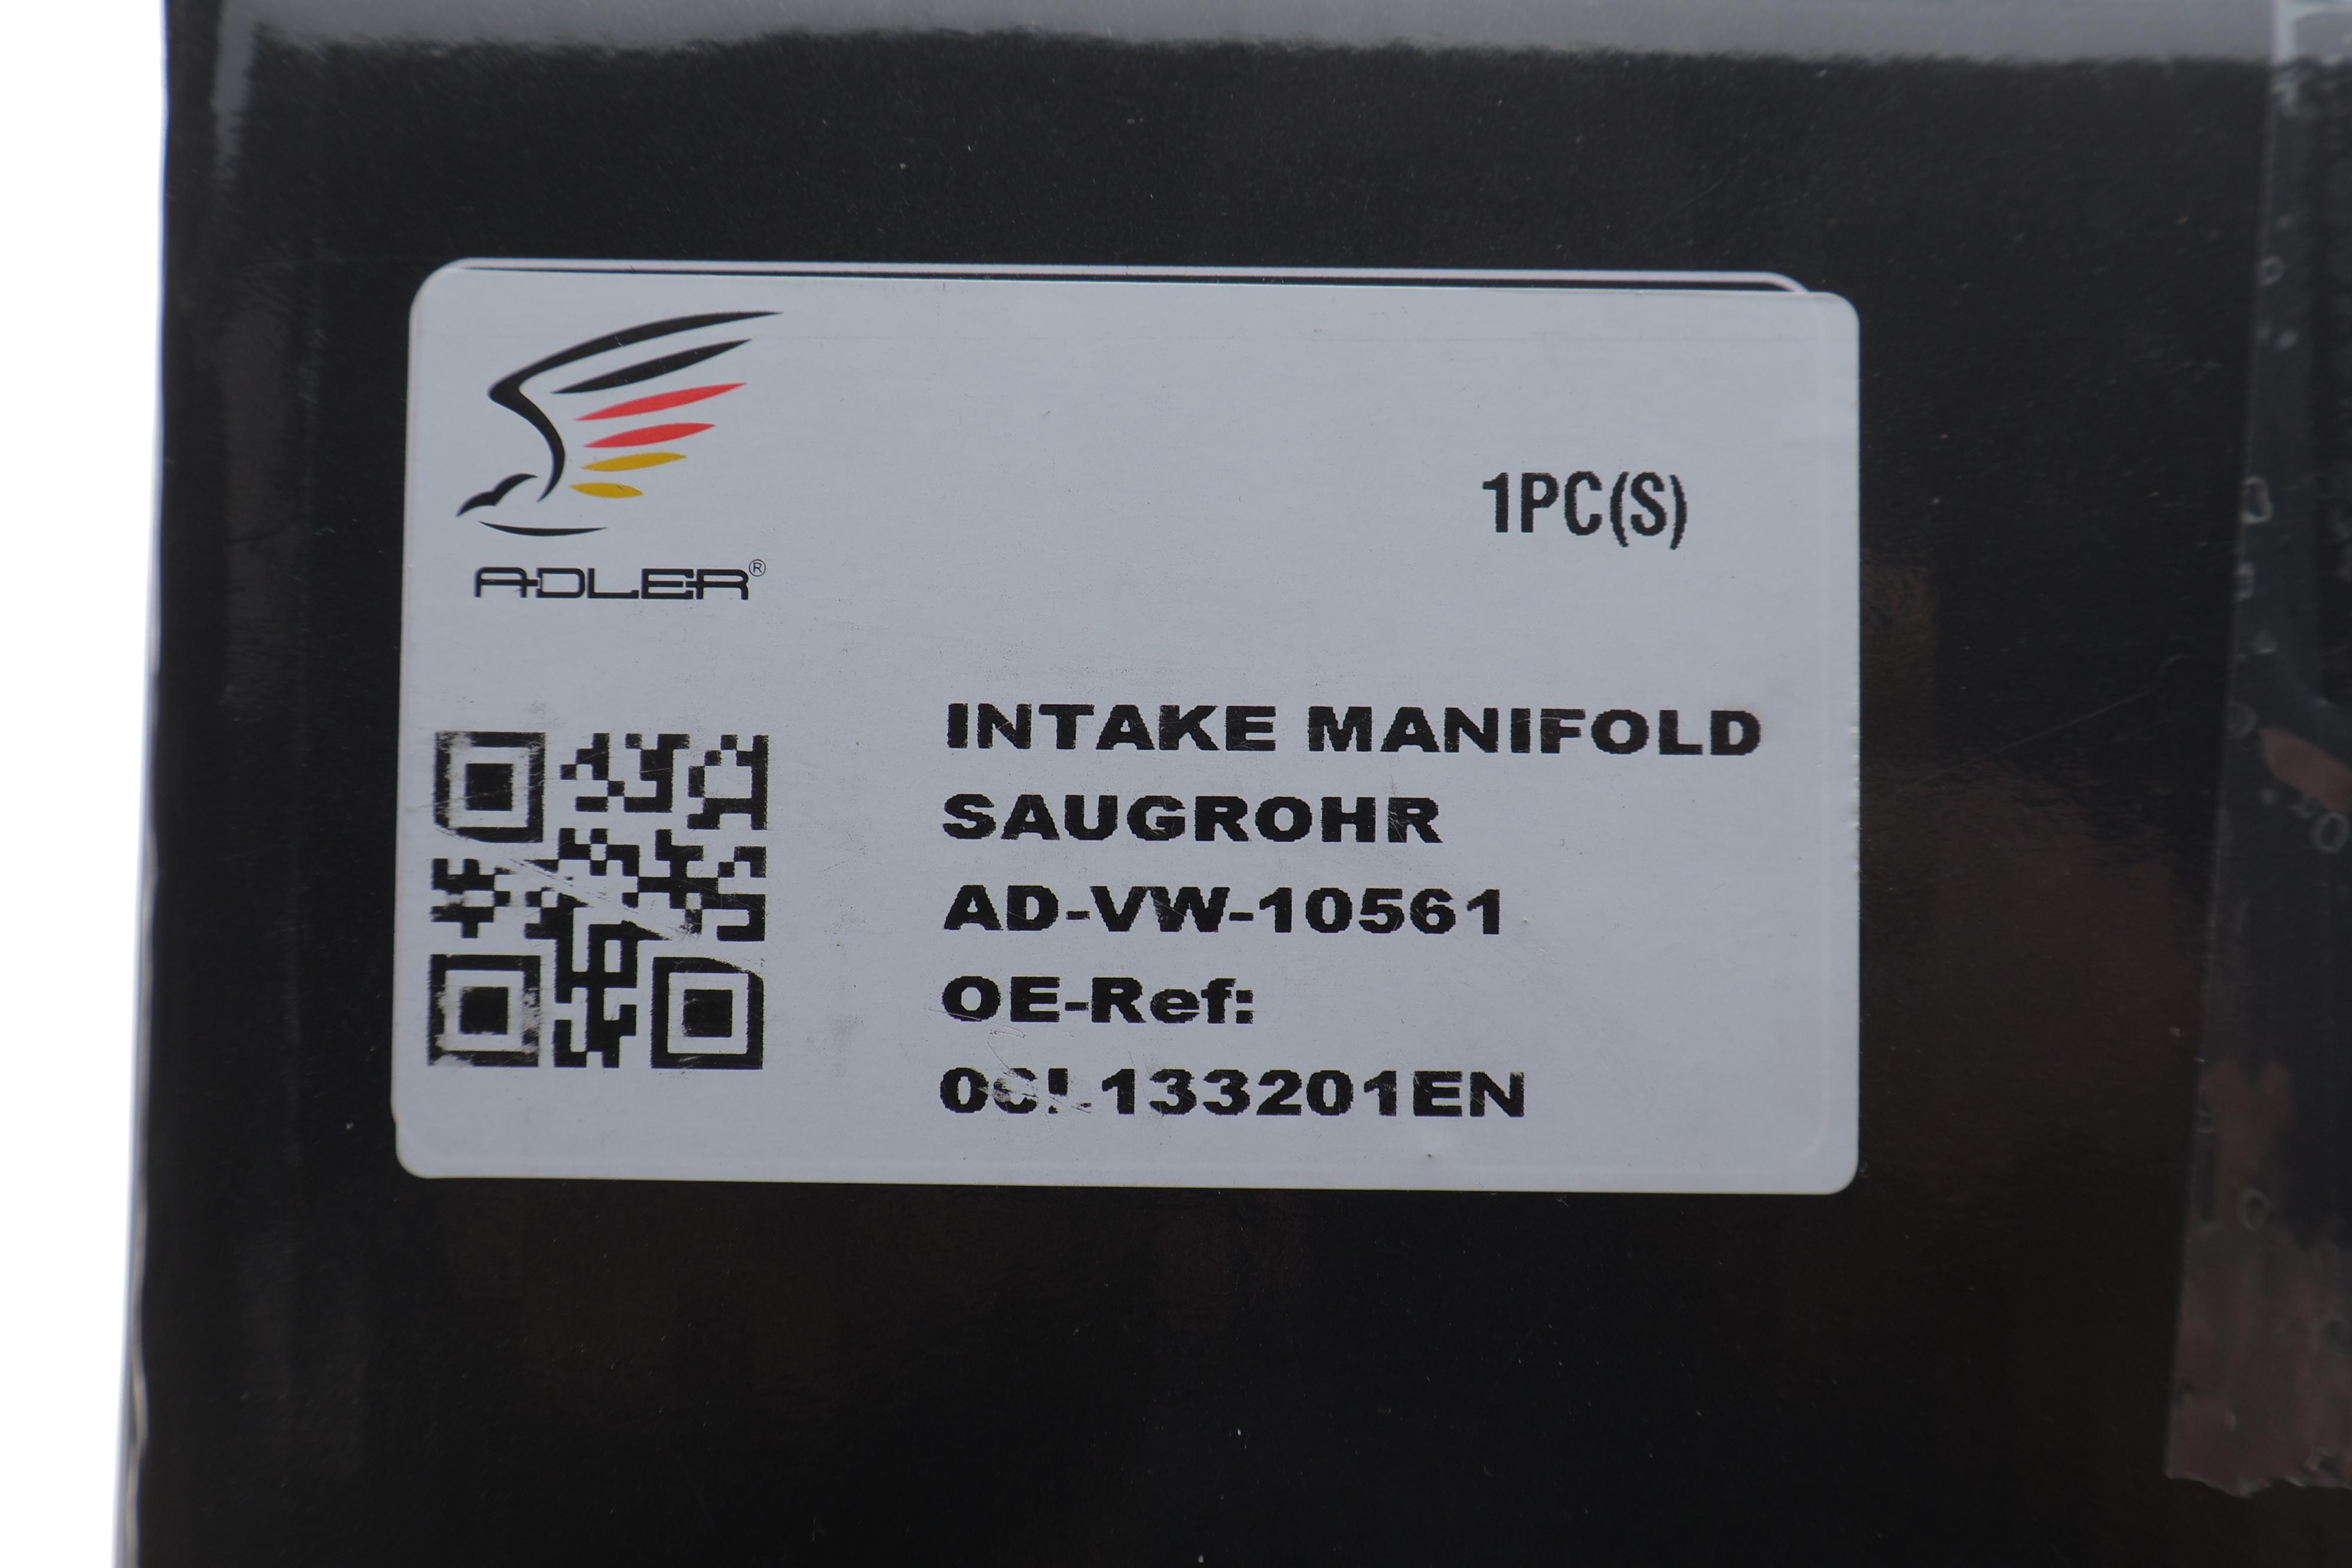 ADLER®
1PC(S)
INTAKE MANIFOLD
SAUGROHR
AD-VW-10561
OE-Ref: